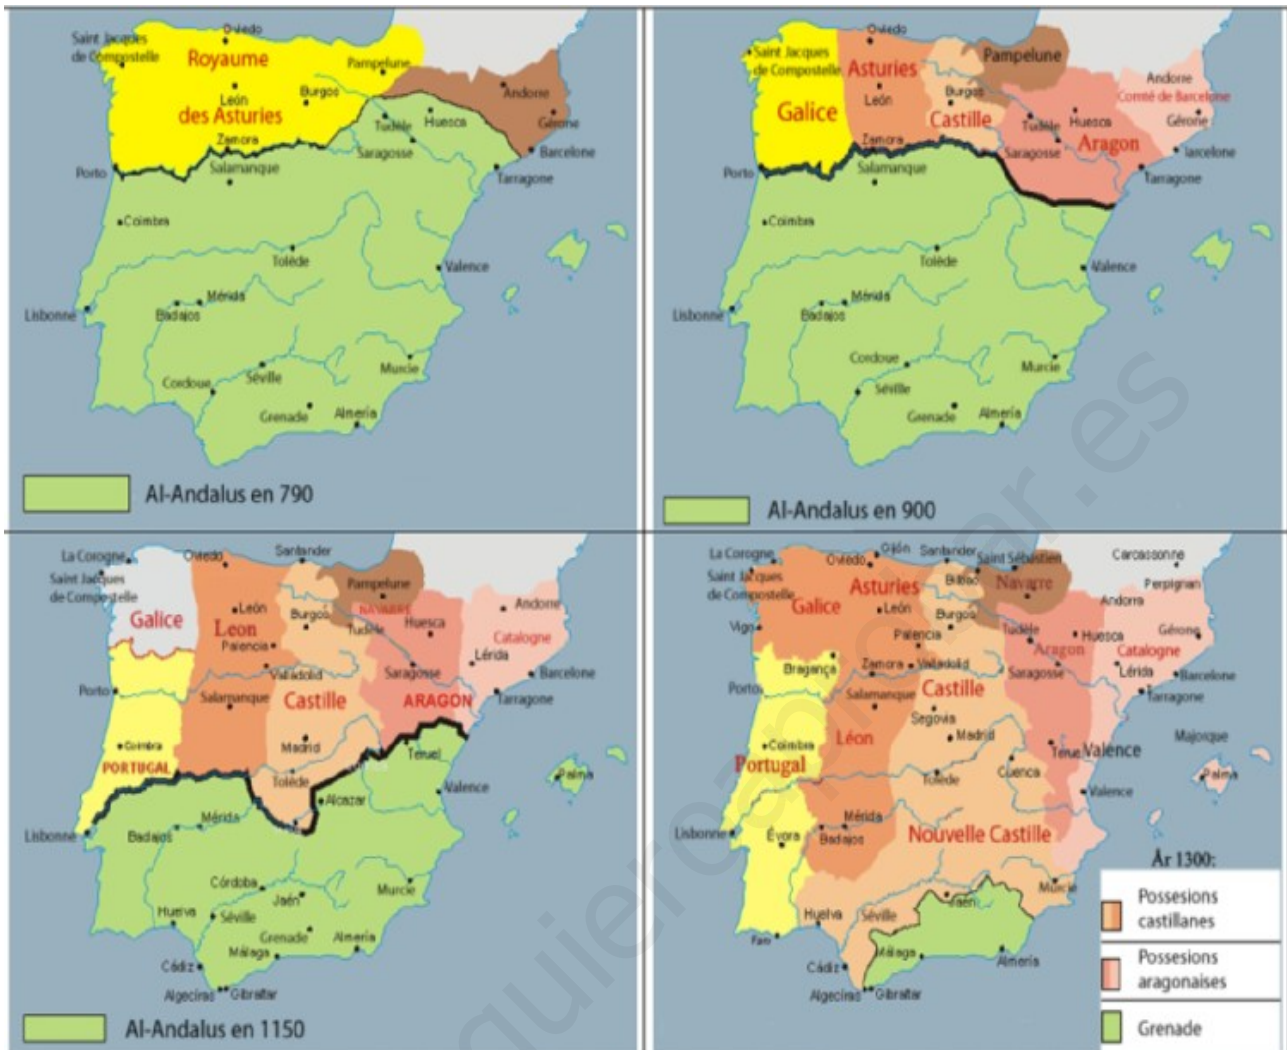 Oviedo
Saint Jacques
de Compostelle
Royaume
Pampelune
León
Burgos
des Asturies
Andorre
Tudèle
Huesca
Gérone
Zamora
Saragosse
Barcelone
Porto
Salamanque
Tarragone
Coimbra
Tolède
Valence
Mérida
Lisbonne
Badajos
Murcie
Séville
Cordoue
Grenade
Almería
Al-Andalus en 790
Oviedo
Saint Jacques
de Compostelle
Pampelune
Asturies
Andorre
Comté de Barcelone
León
Burgos
Galice
Castille
Tudèle
Huesca
Gérone
Aragon
Zamora
Saragosse
larcelone
Porto
Salamanque
Tarragone
Coimbra
Tolède
Valence
Mérida
Lisbonne
Badajos
Cordoue
Murcie
Séville
Grenade
Almería
Al-Andalus en 900
La Corogne
Oviedo
Santander
Saint Jacques
de Compostelle
Pampelune
Galice
León
Burgos
NAVARRE
Andorre
Leon
Tudèle
Huesca
Catalogne
Palencia
Lérida
Valladolid
Saragosse
Barcelone
Porto
Salamanque
Castille
ARAGON
Tarragone
Coimbra
Madrid
Teruel
PORTUGAL
Tolède
Palma
Alcazar
Valence
Lisbonne
Badajos
Mérida
Córdoba
Jaén
Murcie
Huelva
Séville
Grenade
Almería
Málaga
Cádiz
Algeciras
Gibraltar
Al-Andalus en 1150
La Corogne
Oviedo
Oijón
Santander
Saint Sébastien
Carcassonne
Saint Jacques
de Compostelle
Asturies
Bilbao
Navarre
Perpignan
Galice
León
Burgos
Andorra
Vigo
Palencia
Tudèle
Huesca
Gérone
Bragança
Zamora
Valladolid
Aragon
Catalogne
Saragosse
Lérida
Barcelone
Porto
Salamanque
Castille
Tarragone
Segovia
Coimbra
Léon
Madrid
Teruel
Valence
Majorque
Portugal
Tolède
Cuenca
Palma
Valence
Lisbonne
Évora
Badajos
Mérida
Nouvelle Castille
År 1300:
Murcie
Possesions
castillanes
Huelva
Séville
Jaén
Faro
Málaga
Almería
Possesions
aragonaises
Cádiz
Algeciras
Gibraltar
Grenade
quieroaprobar.es